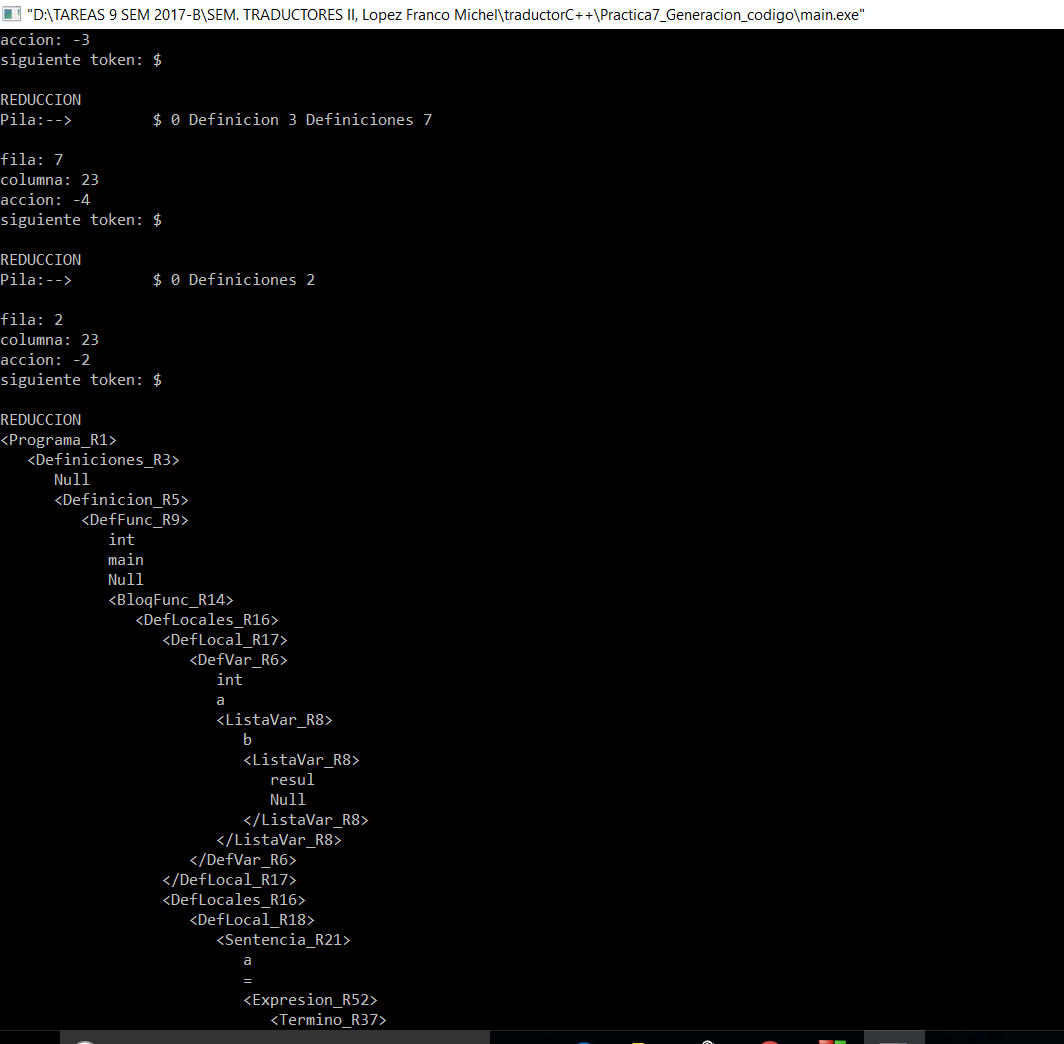 "D:\TAREAS 9 SEM 2017-B\SEM. TRADUCTORES II, Lopez Franco Michel\traductorC++\Practica7_Generacion_codigo\main.exe"
accion: -3
siguiente token: $
REDUCCION
Pila:--> $ 0 Definicion 3 Definiciones 7
fila: 7
columna: 23
accion: -4
siguiente token: $
REDUCCION
Pila:--> $ 0 Definiciones 2
fila: 2
columna: 23
accion: -2
siguiente token: $
REDUCCION
<Programa_R1>
<Definiciones_R3>
Null
<Definicion_R5>
<DefFunc_R9>
int
main
Null
<BloqFunc_R14>
<DefLocales_R16>
<DefLocal_R17>
<DefVar_R6>
int
a
<ListaVar_R8>
b
<ListaVar_R8>
resul
Null
</ListaVar_R8>
</ListaVar_R8>
</DefVar_R6>
</DefLocal_R17>
<DefLocales_R16>
<DefLocal_R18>
<Sentencia_R21>
a
=
<Expresion_R52>
<Termino_R37>